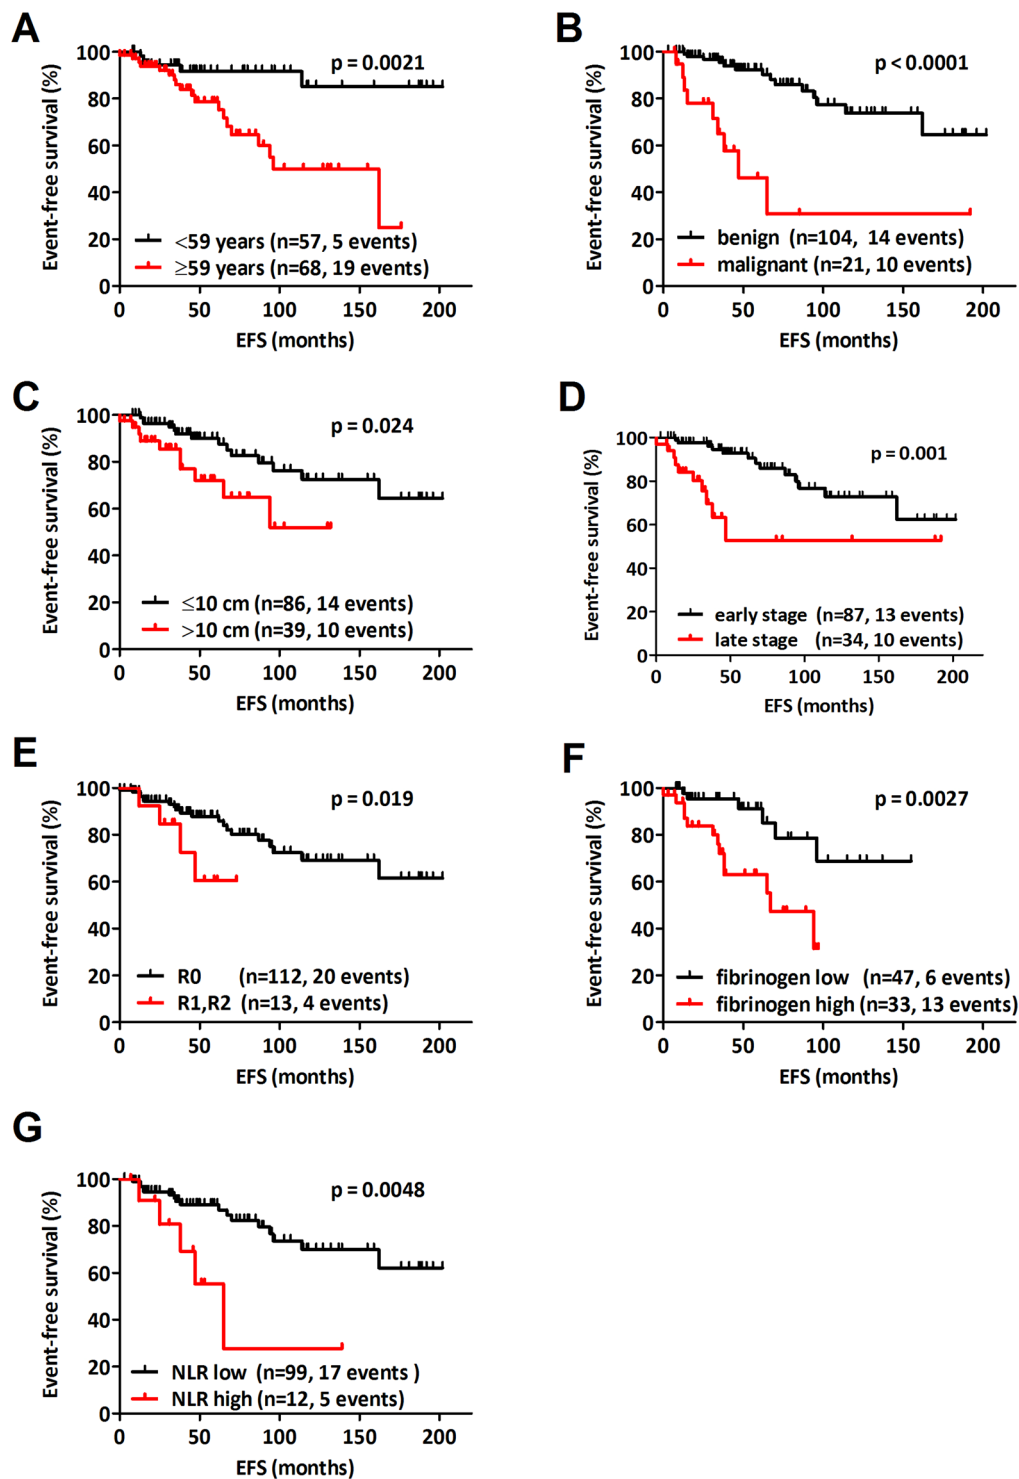 A
Event-free survival (%)
100
80
60
40
20
0
p = 0.0021
<59 years (n=57, 5 events)
≥59 years (n=68, 19 events)
0 50 100 150 200
EFS (months)
B
Event-free survival (%)
100
80
60
40
20
0
p < 0.0001
benign (n=104, 14 events)
malignant (n=21, 10 events)
0 50 100 150 200
EFS (months)
C
Event-free survival (%)
100
80
60
40
20
0
p = 0.024
≤10 cm (n=86, 14 events)
>10 cm (n=39, 10 events)
0 50 100 150 200
EFS (months)
D
Event-free survival (%)
100
80
60
40
20
0
p = 0.001
early stage (n=87, 13 events)
late stage (n=34, 10 events)
0 50 100 150 200
EFS (months)
E
Event-free survival (%)
100
80
60
40
20
0
p = 0.019
R0 (n=112, 20 events)
R1,R2 (n=13, 4 events)
0 50 100 150 200
EFS (months)
F
Event-free survival (%)
100
80
60
40
20
0
p = 0.0027
fibrinogen low (n=47, 6 events)
fibrinogen high (n=33, 13 events)
0 50 100 150 200
EFS (months)
G
Event-free survival (%)
100
80
60
40
20
0
p = 0.0048
NLR low (n=99, 17 events )
NLR high (n=12, 5 events)
0 50 100 150 200
EFS (months)